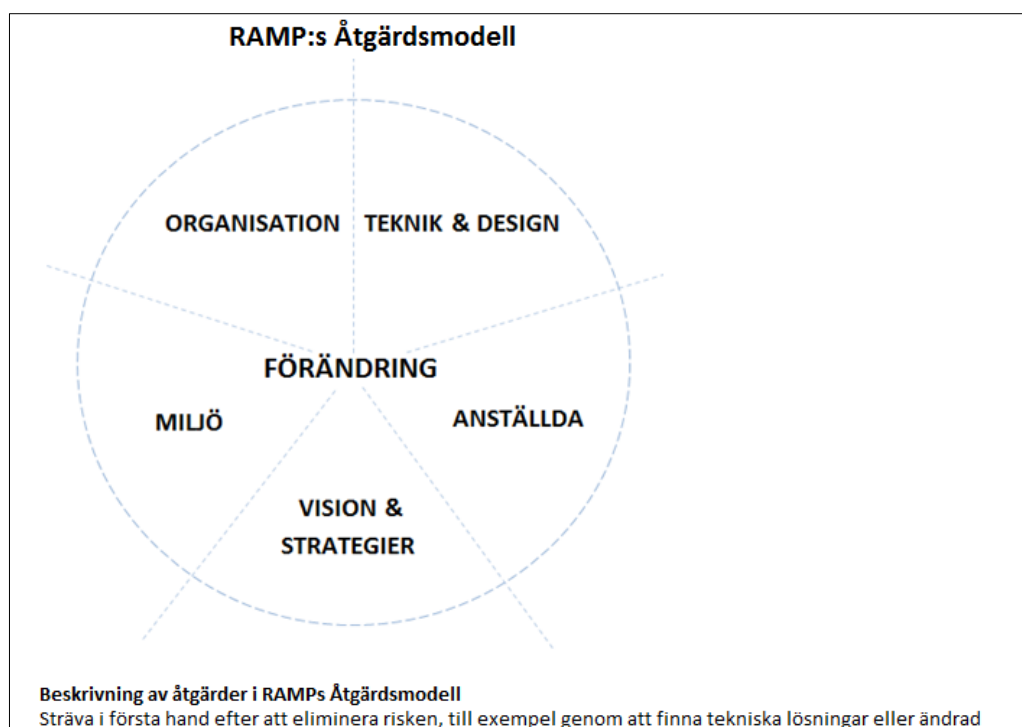 RAMP:s Åtgärdsmodell
ORGANISATION
TEKNIK & DESIGN
FÖRÄNDRING
MILJÖ
ANSTÄLLDA
VISION &
STRATEGIER
Beskrivning av åtgärder i RAMPs Åtgärdsmodell
Sträva i första hand efter att eliminera risken, till exempel genom att finna tekniska lösningar eller ändrad